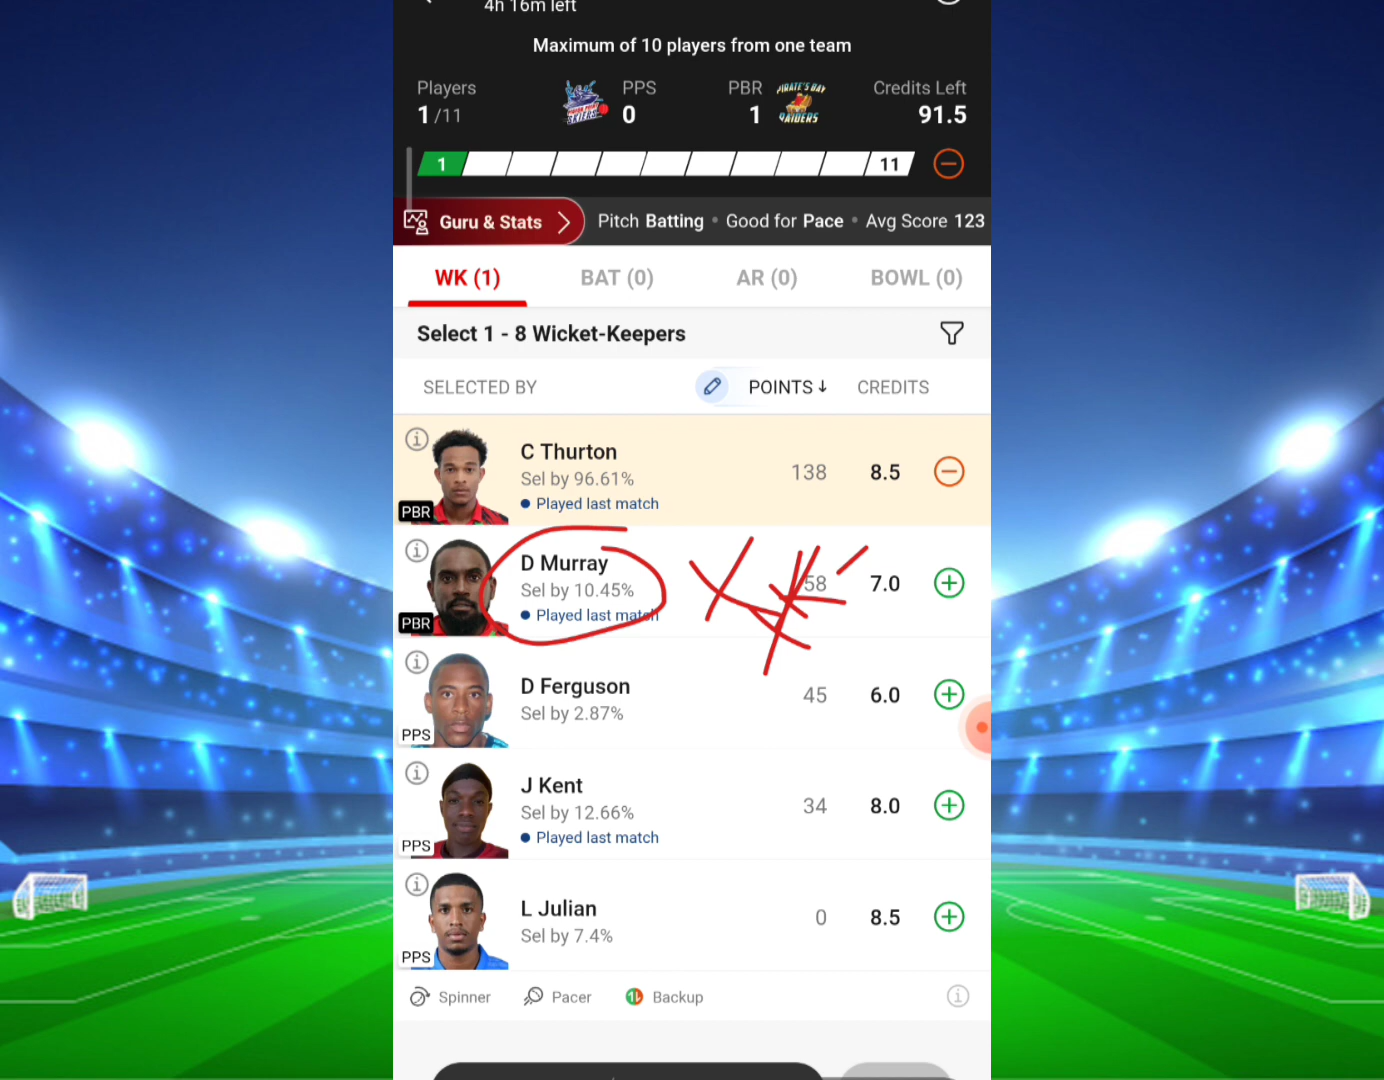 4h 16m left
Maximum of 10 players from one team
Players PPS PBR Credits Left
1 /11 0 1 91.5
PIRATE'S BAY
RAIDERS
SKIERS
1 11
Guru & Stats Pitch Batting • Good for Pace • Avg Score 123
WK (1) BAT (0) AR (0) BOWL (0)
Select 1 - 8 Wicket-Keepers
SELECTED BY POINTS↓ CREDITS
C Thurton
Sel by 96.61% 138 8.5
Played last match
PBR
D Murray
Sel by 10.45% 58 7.0
Played last match
PBR
D Ferguson
Sel by 2.87% 45 6.0
PPS
J Kent
Sel by 12.66% 34 8.0
Played last match
PPS
L Julian
Sel by 7.4% 0 8.5
PPS
Spinner Pacer Backup